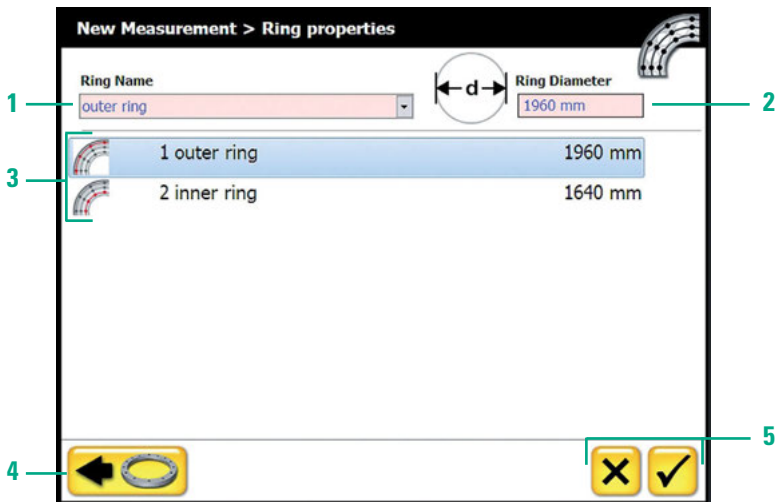 New Measurement > Ring properties
Ring Name
Ring Diameter
d
1
outer ring
1960 mm
2
3
1 outer ring 1960 mm
2 inner ring 1640 mm
4
5